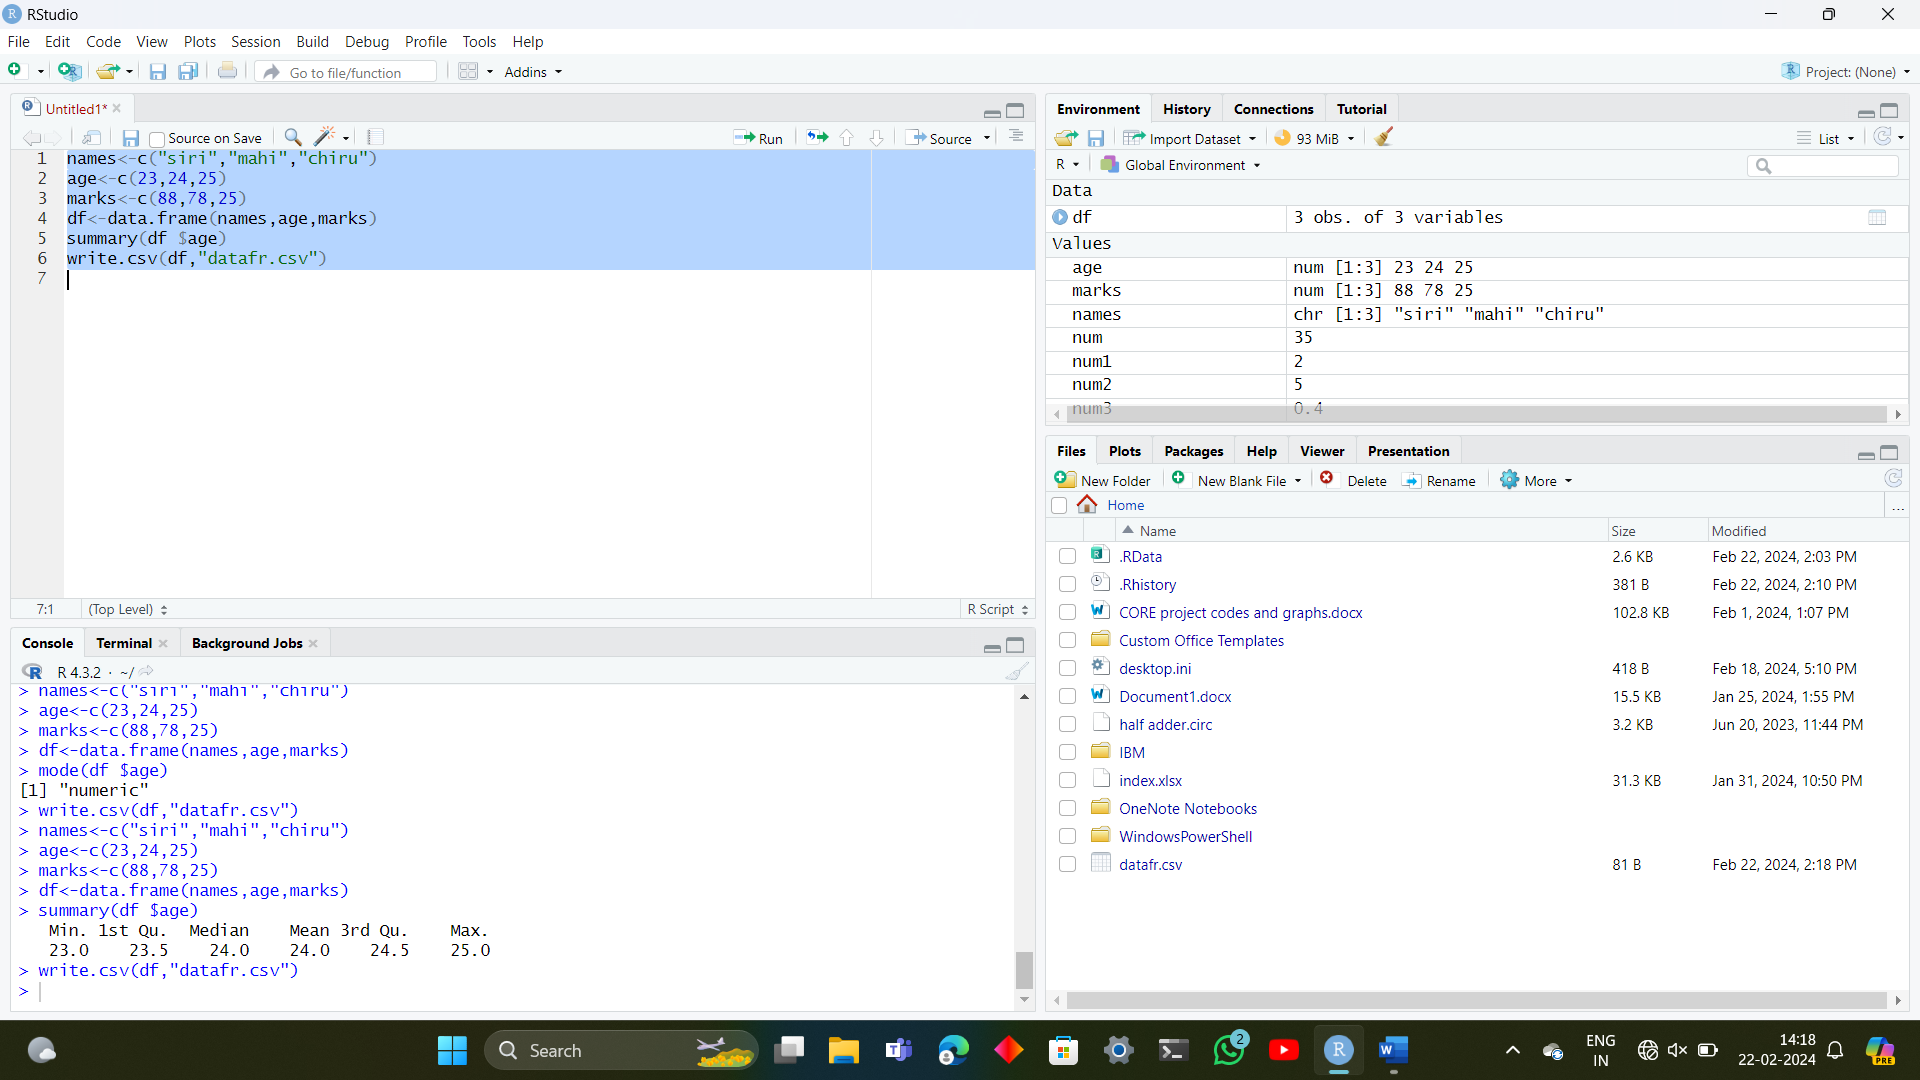 RStudio
File Edit Code View Plots Session Build Debug Profile Tools Help
Go to file/function Addins Project: (None)
Untitled1*
Source on Save Run Source
1 names<-c("siri","mahi","chiru")
2 age<-c(23,24,25)
3 marks<-c(88,78,25)
4 df<-data.frame(names,age,marks)
5 summary(df $age)
6 write.csv(df,"datafr.csv")
7
7:1 (Top Level) R Script
Console Terminal Background Jobs
R 4.3.2 · ~/
> names<-c("siri","mahi","chiru")
> age<-c(23,24,25)
> marks<-c(88,78,25)
> df<-data.frame(names,age,marks)
> mode(df $age)
[1] "numeric"
> write.csv(df,"datafr.csv")
> names<-c("siri","mahi","chiru")
> age<-c(23,24,25)
> marks<-c(88,78,25)
> df<-data.frame(names,age,marks)
> summary(df $age)
Min. 1st Qu. Median Mean 3rd Qu. Max.
23.0 23.5 24.0 24.0 24.5 25.0
> write.csv(df,"datafr.csv")
>
Environment History Connections Tutorial
Import Dataset 93 MiB List
R Global Environment
Data
df 3 obs. of 3 variables
Values
age num [1:3] 23 24 25
marks num [1:3] 88 78 25
names chr [1:3] "siri" "mahi" "chiru"
num 35
num1 2
num2 5
num3 0.4
Files Plots Packages Help Viewer Presentation
New Folder New Blank File Delete Rename More
Home ...
Name Size Modified
.RData 2.6 KB Feb 22, 2024, 2:03 PM
.Rhistory 381 B Feb 22, 2024, 2:10 PM
CORE project codes and graphs.docx 102.8 KB Feb 1, 2024, 1:07 PM
Custom Office Templates
desktop.ini 418 B Feb 18, 2024, 5:10 PM
Document1.docx 15.5 KB Jan 25, 2024, 1:55 PM
half adder.circ 3.2 KB Jun 20, 2023, 11:44 PM
IBM
index.xlsx 31.3 KB Jan 31, 2024, 10:50 PM
OneNote Notebooks
WindowsPowerShell
datafr.csv 81 B Feb 22, 2024, 2:18 PM
Search 2 ENG 14:18
IN 22-02-2024 PRE